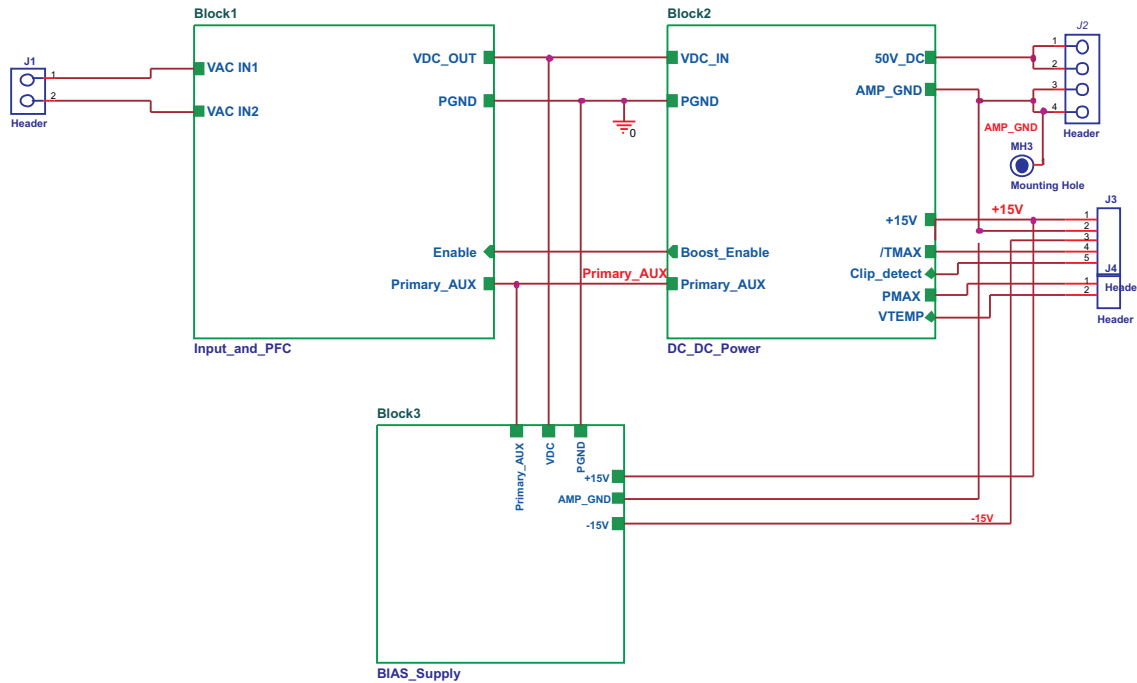 Block1
Block2
J2
J1
1
2
Header
VAC IN1
VAC IN2
VDC_OUT
PGND
Enable
Primary_AUX
Input_and_PFC
0
Primary_AUX
VDC_IN
PGND
Boost_Enable
Primary_AUX
50V_DC
AMP_GND
+15V
/TMAX
Clip_detect
PMAX
VTEMP
DC_DC_Power
1
2
3
4
Header
AMP_GND
MH3
Mounting Hole
+15V
J3
1
2
3
4
5
J4
Heade
1
2
Header
Block3
Primary_AUX
VDC
PGND
+15V
AMP_GND
-15V
-15V
BIAS_Supply